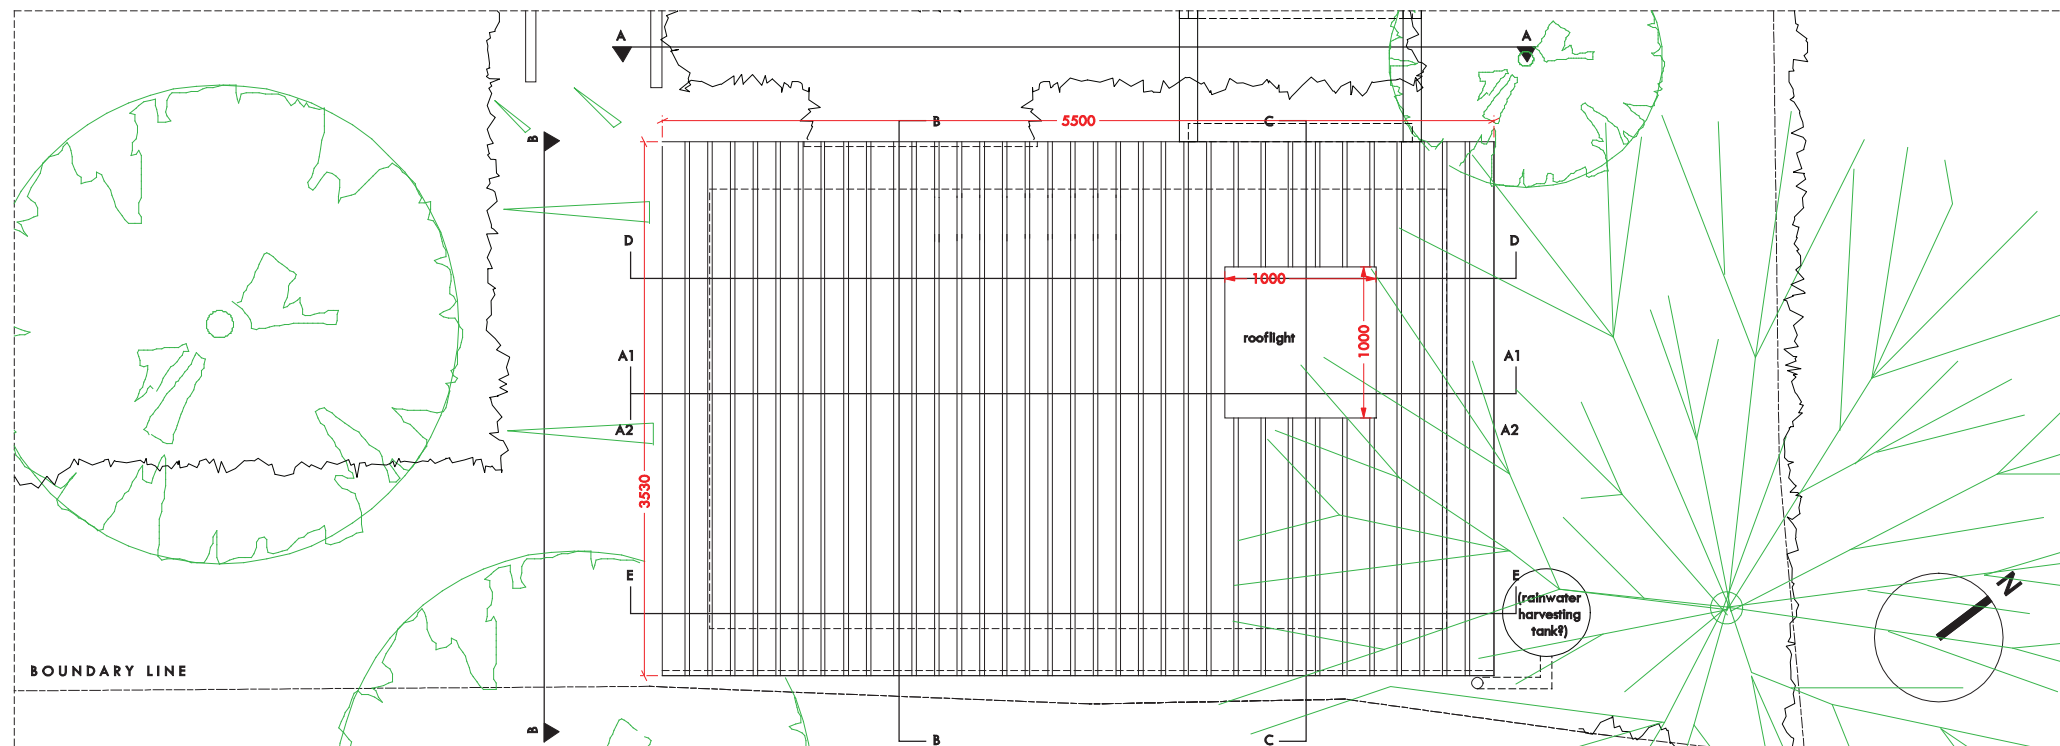 A
A
B
B
5500
C
D
D
1000
rooflight
1000
A1
A1
A2
A2
3530
E
E
(rainwater
harvesting
tank?)
N
BOUNDARY LINE
B
B
C